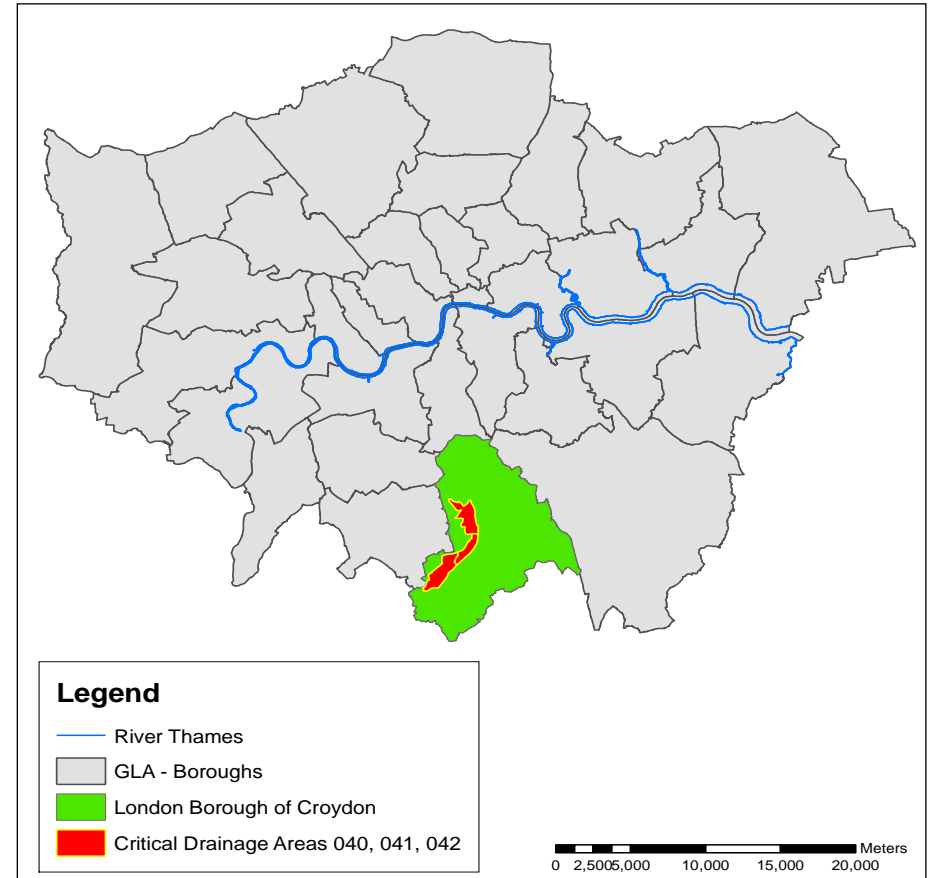 Legend
River Thames
GLA - Boroughs
London Borough of Croydon
Critical Drainage Areas 040, 041, 042
Meters
0 2,500 5,000 10,000 15,000 20,000